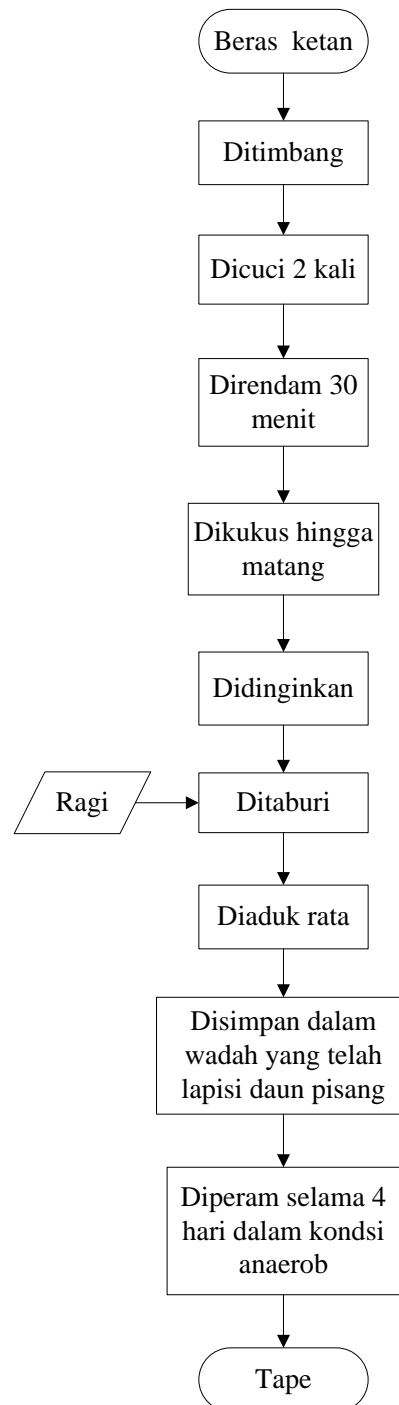 Beras  ketan
Ditimbang
Dicuci 2 kali
Direndam 30
menit
Dikukus hingga
matang
Didinginkan
Ragi
Ditaburi
Diaduk rata
Disimpan dalam
wadah yang telah
lapisi daun pisang
Diperam selama 4
hari dalam kondsi
anaerob
Tape